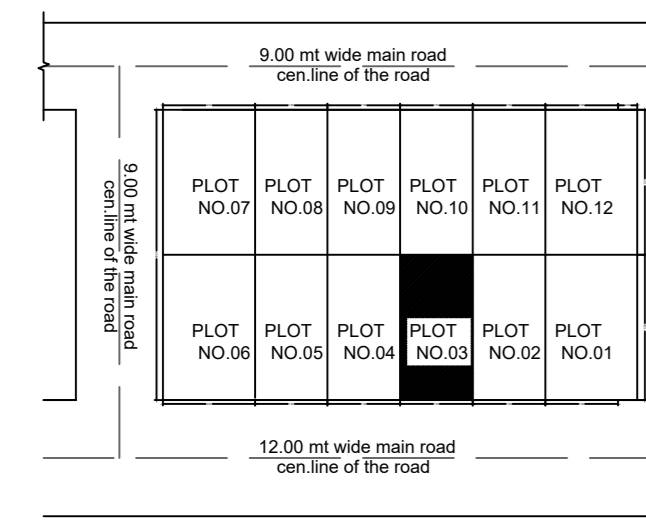 9.00 mt wide main road
cen.line of the road
9.00 mt wide main road
cen.line of the road
PLOT
NO.07
PLOT
NO.08
PLOT
NO.09
PLOT
NO.10
PLOT
NO.11
PLOT
NO.12
PLOT
NO.06
PLOT
NO.05
PLOT
NO.04
PLOT
NO.03
PLOT
NO.02
PLOT
NO.01
12.00 mt wide main road
cen.line of the road